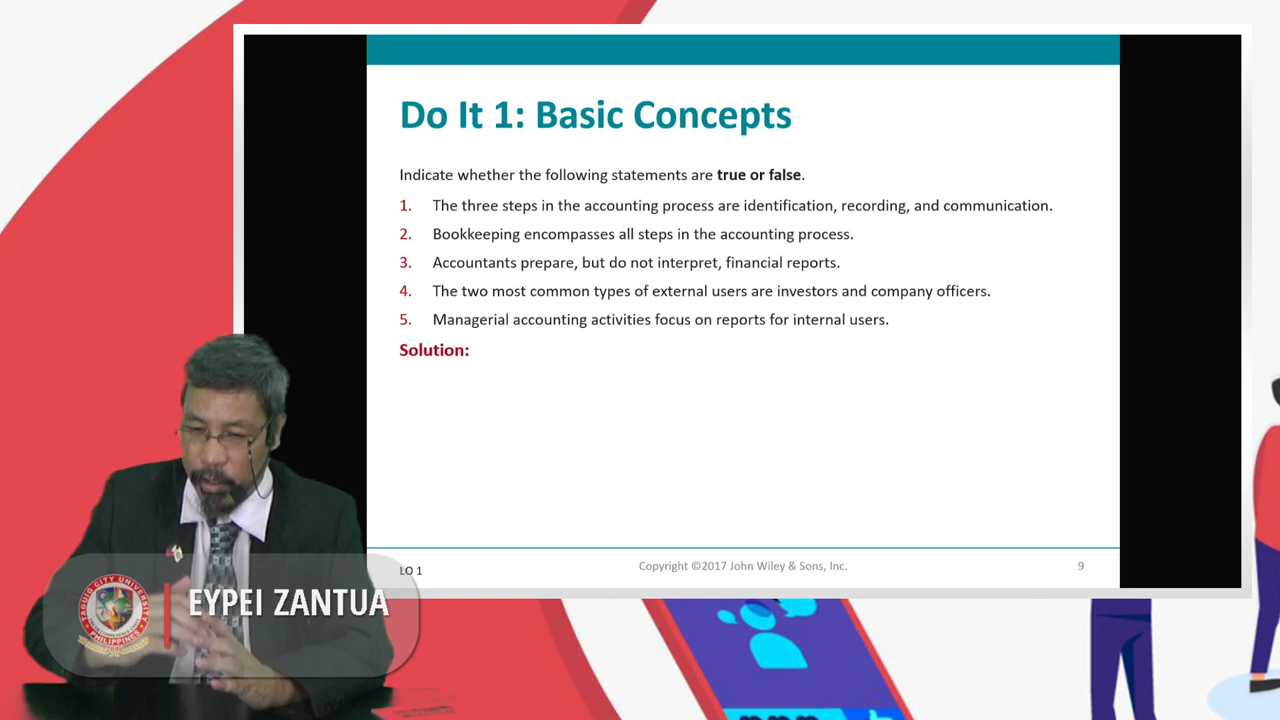 Do It 1: Basic Concepts
Indicate whether the following statements are true or false.
1. The three steps in the accounting process are identification, recording, and communication.
2. Bookkeeping encompasses all steps in the accounting process.
3. Accountants prepare, but do not interpret, financial reports.
4. The two most common types of external users are investors and company officers.
5. Managerial accounting activities focus on reports for internal users.
Solution:
LO 1
Copyright ©2017 John Wiley & Sons, Inc.
9
EYPEI ZANTUA
TAGUIG CITY UNIVERSITY
PHILIPPINES